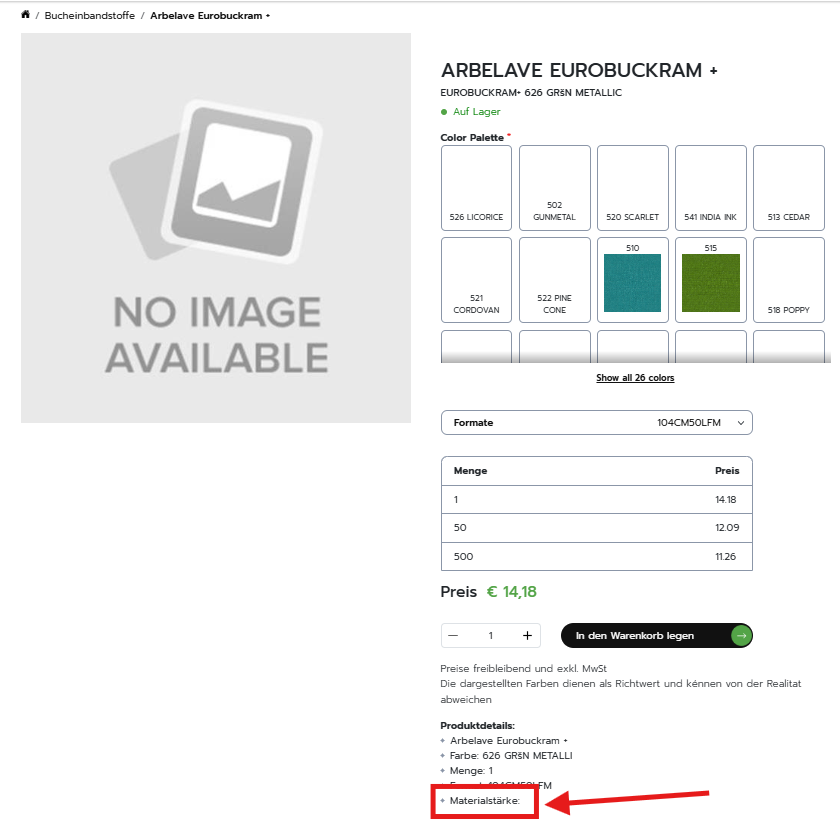 / Bucheinbandstoffe / Arbelave Eurobuckram +
NO IMAGE
AVAILABLE
ARBELAVE EUROBUCKRAM +
EUROBUCKRAM+ 626 GRšN METALLIC
Auf Lager
Color Palette *
526 LICORICE
502
GUNMETAL
520 SCARLET
541 INDIA INK
513 CEDAR
521
CORDOVAN
522 PINE
CONE
510
515
518 POPPY
Show all 26 colors
Formate 104CM50LFM
Menge Preis
1 14.18
50 12.09
500 11.26
Preis € 14,18
— 1 +
In den Warenkorb legen →
Preise freibleibend und exkl. MwSt
Die dargestellten Farben dienen als Richtwert und kénnen von der Realitat
abweichen
Produktdetails:
+ Arbelave Eurobuckram +
+ Farbe: 626 GRšN METALLI
+ Menge: 1
104CM50LFM
+ Materialstärke: